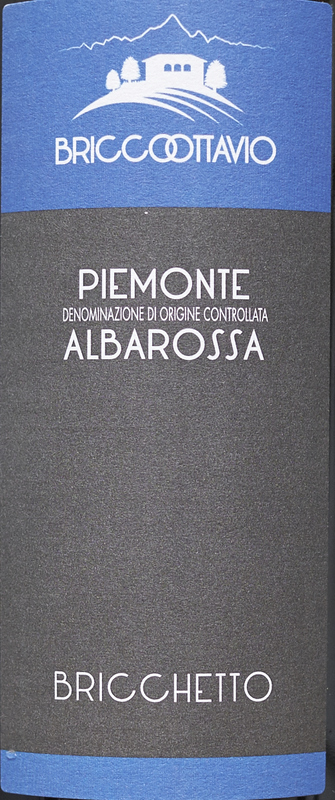 BRICCOOTTAVIO
PIEMONTE
DENOMINAZIONE DI ORIGINE CONTROLLATA
ALBAROSSA
BRICCHETTO